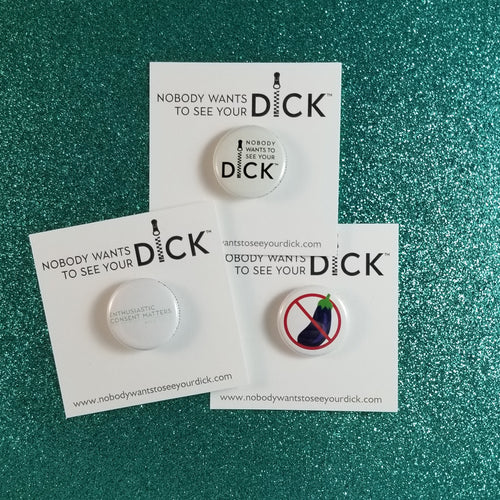 NOBODY WANTS
TO SEE YOUR DICK™
NOBODY
WANTS TO
SEE YOUR
DICK™
wantstoseeyourdick.com
NOBODY WANTS
TO SEE YOUR DICK™
ENTHUSIASTIC
CONSENT MATTERS
www.nobodywantstoseeyourdick.com
NOBODY WANTS
TO SEE YOUR DICK™
www.nobodywantstoseeyourdick.com